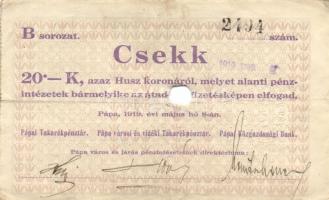 B sorozat. 2494 szám.
Csekk
20·— K, azaz Husz koronáról, melyet alanti pénz-
intézetek bármelyike az átadó fizetésképen elfogad.
Pápa, 1919. évi május hó 8-án.
Pápai Takarékpénztár. Pápa városi és vidéki Takarékpénztár. Pápai Közgazdasági Bank.
Pápa város és járás pénzintézeteinek direktóriuma: